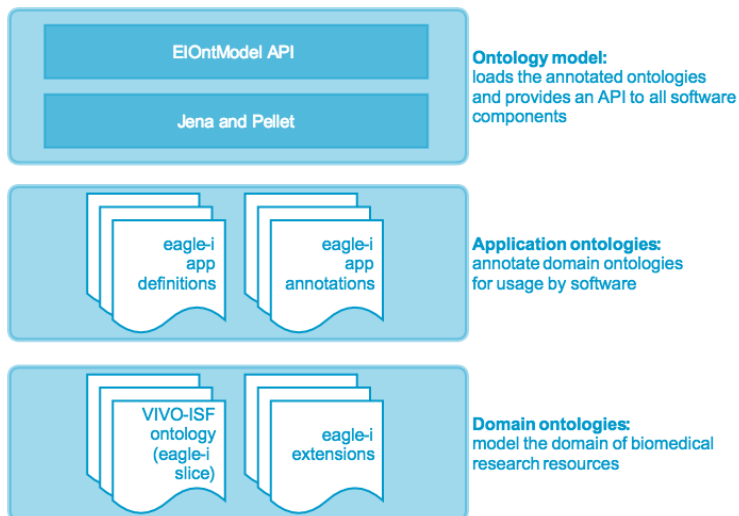 EIOntModel API
Jena and Pellet
Ontology model:
loads the annotated ontologies
and provides an API to all software
components
eagle-i
app
definitions
eagle-i
app
annotations
Application ontologies:
annotate domain ontologies
for usage by software
VIVO-ISF
ontology
(eagle-i
slice)
eagle-i
extensions
Domain ontologies:
model the domain of biomedical
research resources